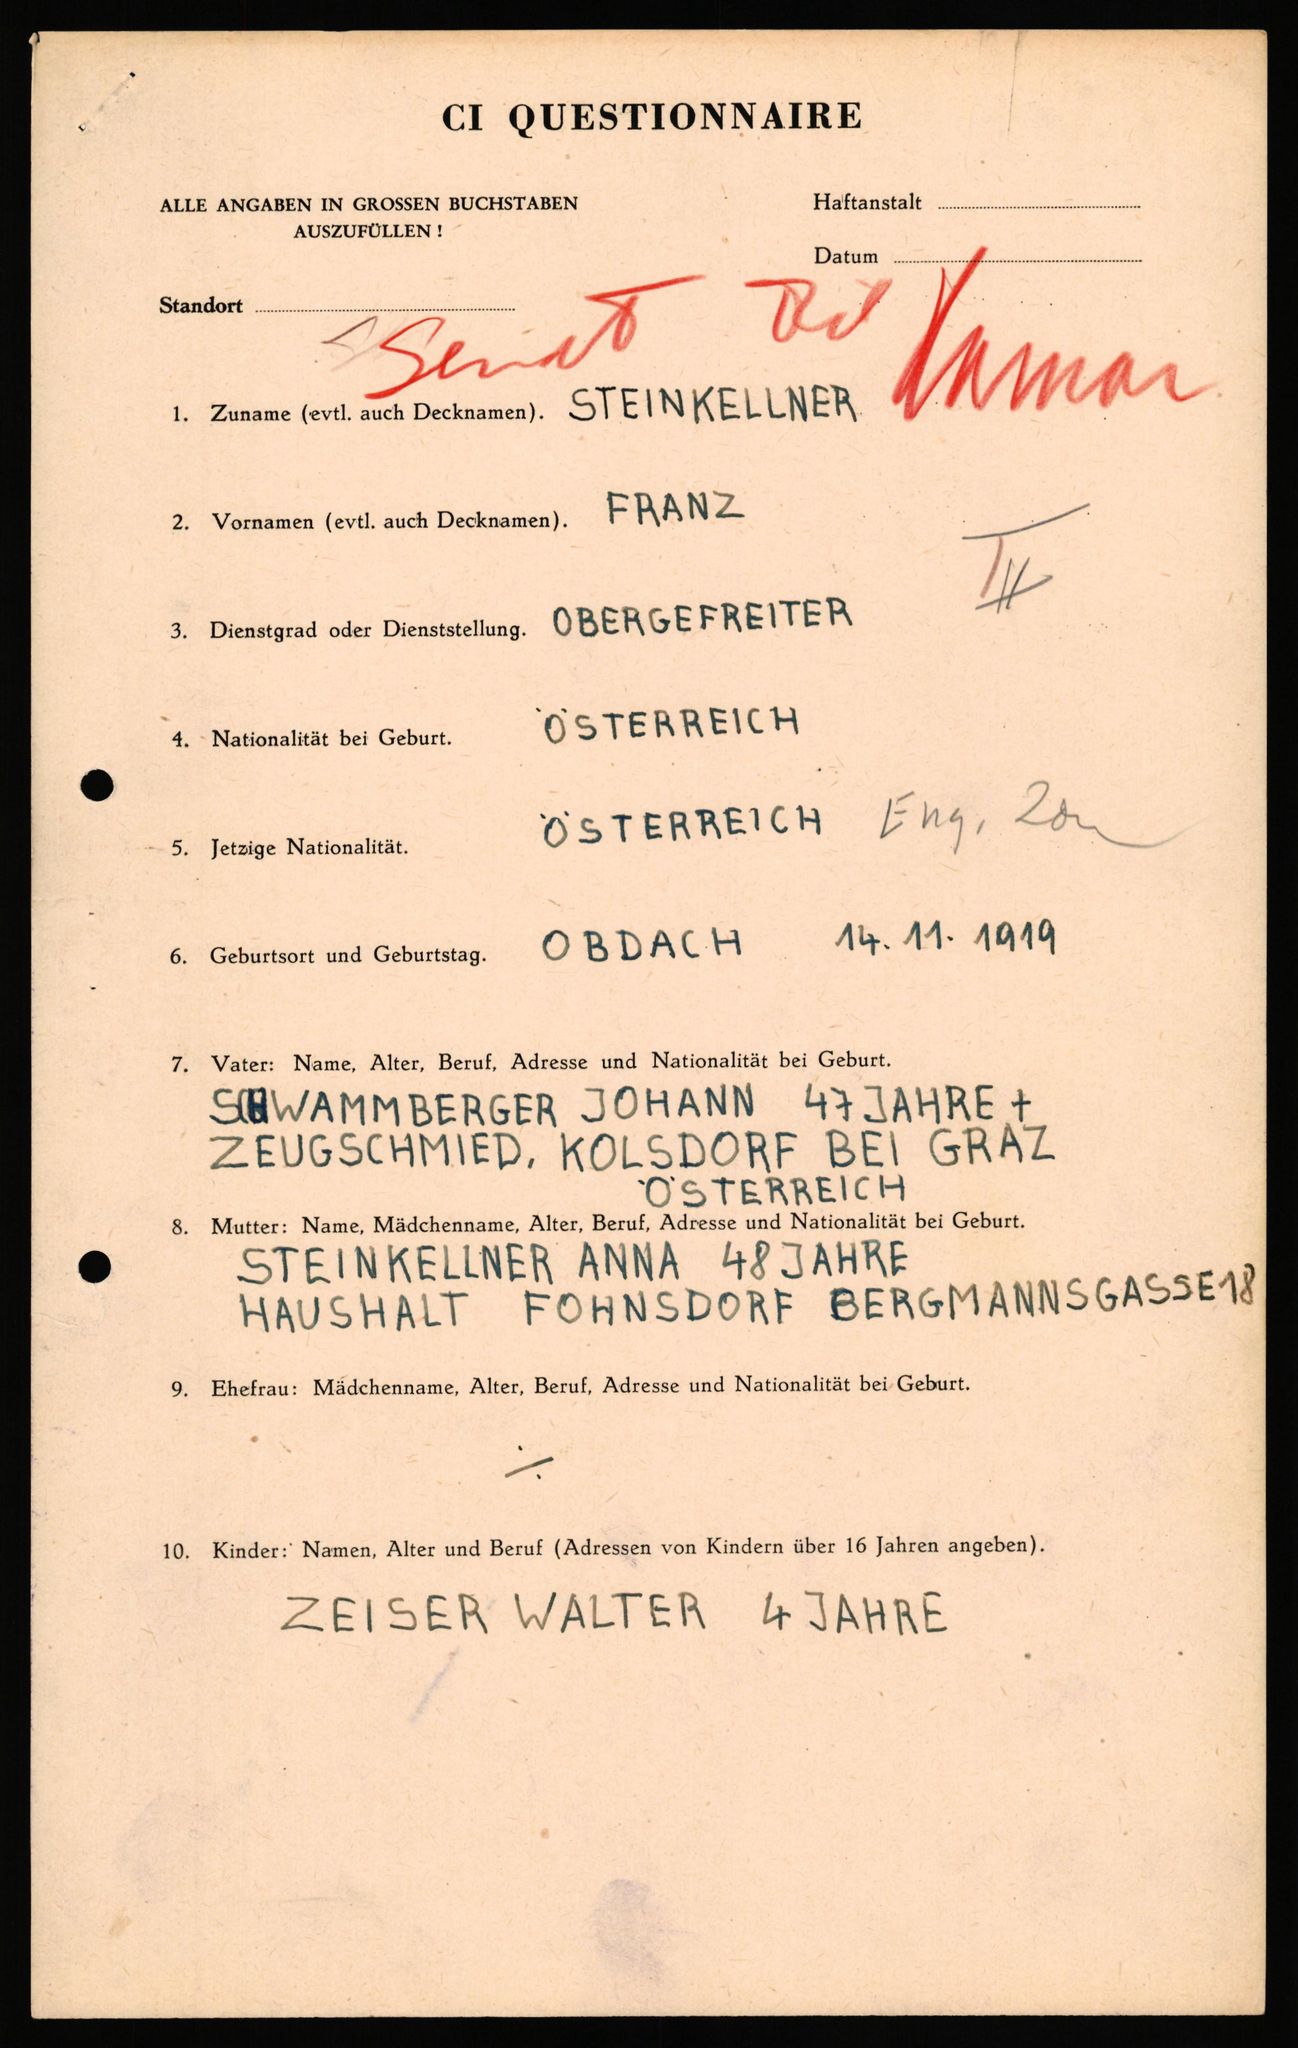 CI QUESTIONNAIRE
ALLE ANGABEN IN GROSSEN BUCHSTABEN
AUSZUFÜLLEN !
Haftanstalt
Datum
Standort
1. Zuname (evtl. auch Decknamen). STEINKELLNER
2. Vornamen (evtl. auch Decknamen). FRANZ
3. Dienstgrad oder Dienststellung. OBERGEFREITER
4. Nationalität bei Geburt. ÖSTERREICH
5. Jetzige Nationalität. ÖSTERREICH Eng. Zon
6. Geburtsort und Geburtstag. OBDACH 14. 11. 1919
7. Vater: Name, Alter, Beruf, Adresse und Nationalität bei Geburt.
SCHWAMMBERGER JOHANN 47 JAHRE +
ZEUGSCHMIED, KOLSDORF BEI GRAZ
ÖSTERREICH
8. Mutter: Name, Mädchenname, Alter, Beruf, Adresse und Nationalität bei Geburt.
STEINKELLNER ANNA 48 JAHRE
HAUSHALT FOHNSDORF BERGMANNSGASSE 18
9. Ehefrau: Mädchenname, Alter, Beruf, Adresse und Nationalität bei Geburt.
10. Kinder: Namen, Alter und Beruf (Adressen von Kindern über 16 Jahren angeben).
ZEISER WALTER 4 JAHRE